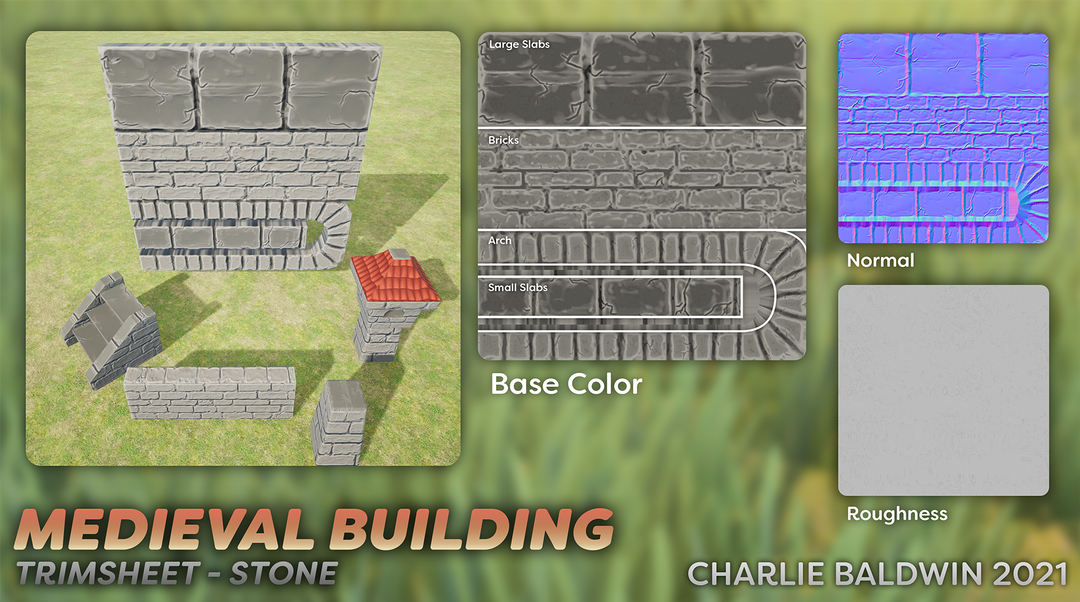 Large Slabs
Bricks
Arch
Small Slabs
Base Color
Normal
Roughness
MEDIEVAL BUILDING
TRIMSHEET - STONE
CHARLIE BALDWIN 2021